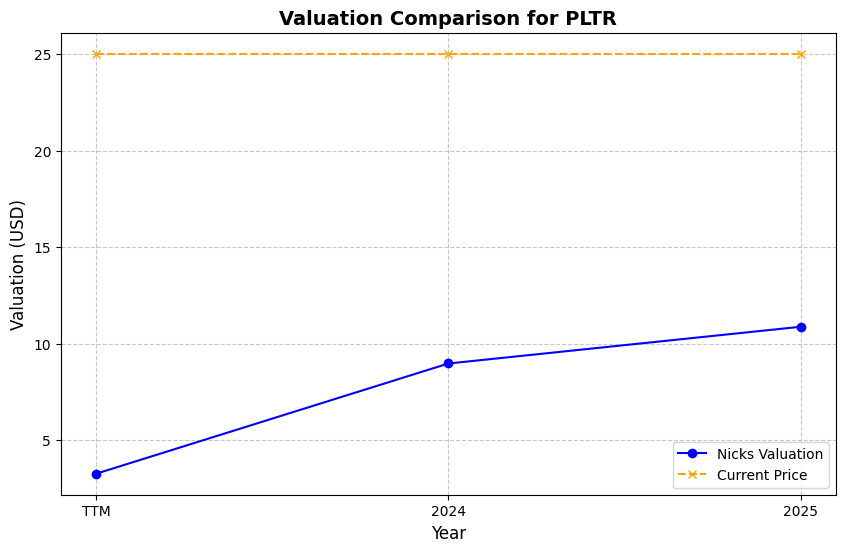 Valuation Comparison for PLTR
Valuation (USD)
25
20
15
10
5
TTM
2024
2025
Year
Nicks Valuation
Current Price